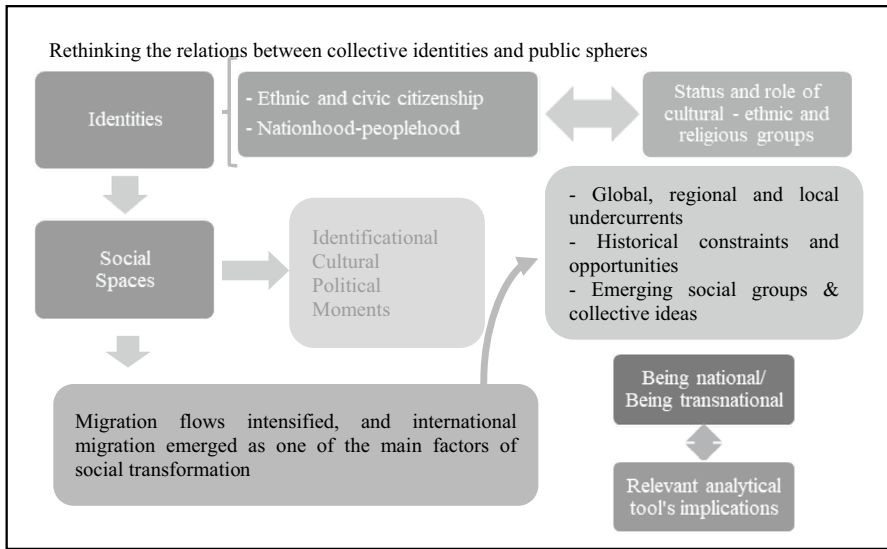 Rethinking the relations between collective identities and public spheres
Identities
- Ethnic and civic citizenship
- Nationhood-peoplehood
Status and role of
cultural - ethnic and
religious groups
Social
Spaces
Identificational
Cultural
Political
Moments
- Global, regional and local
undercurrents
- Historical constraints and
opportunities
- Emerging social groups &
collective ideas
Migration flows intensified, and international
migration emerged as one of the main factors of
social transformation
Being national/
Being transnational
Relevant analytical
tool's implications